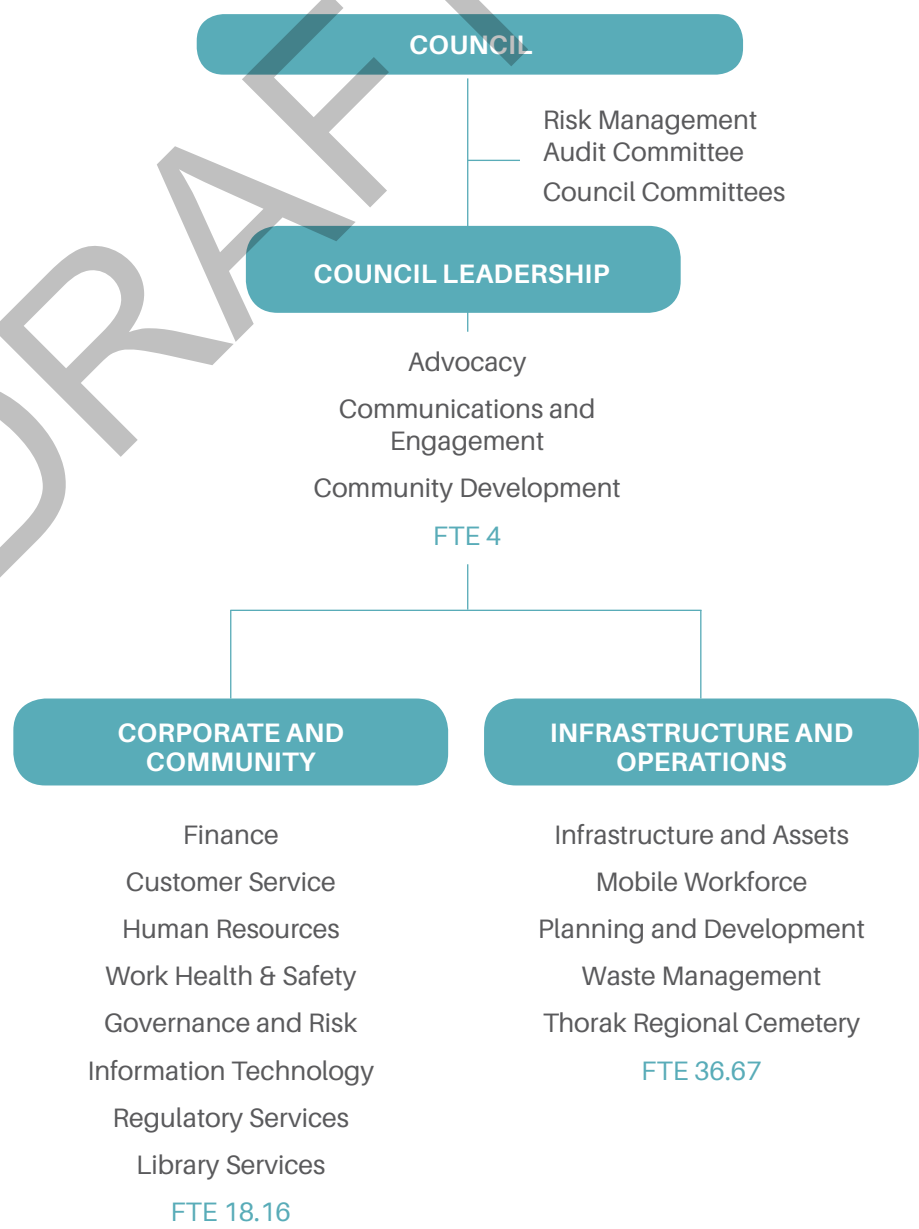 DRAFT
COUNCIL
Risk Management
Audit Committee
Council Committees
COUNCIL LEADERSHIP
Advocacy
Communications and
Engagement
Community Development
FTE 4
CORPORATE AND
COMMUNITY
Finance
Customer Service
Human Resources
Work Health & Safety
Governance and Risk
Information Technology
Regulatory Services
Library Services
FTE 18.16
INFRASTRUCTURE AND
OPERATIONS
Infrastructure and Assets
Mobile Workforce
Planning and Development
Waste Management
Thorak Regional Cemetery
FTE 36.67